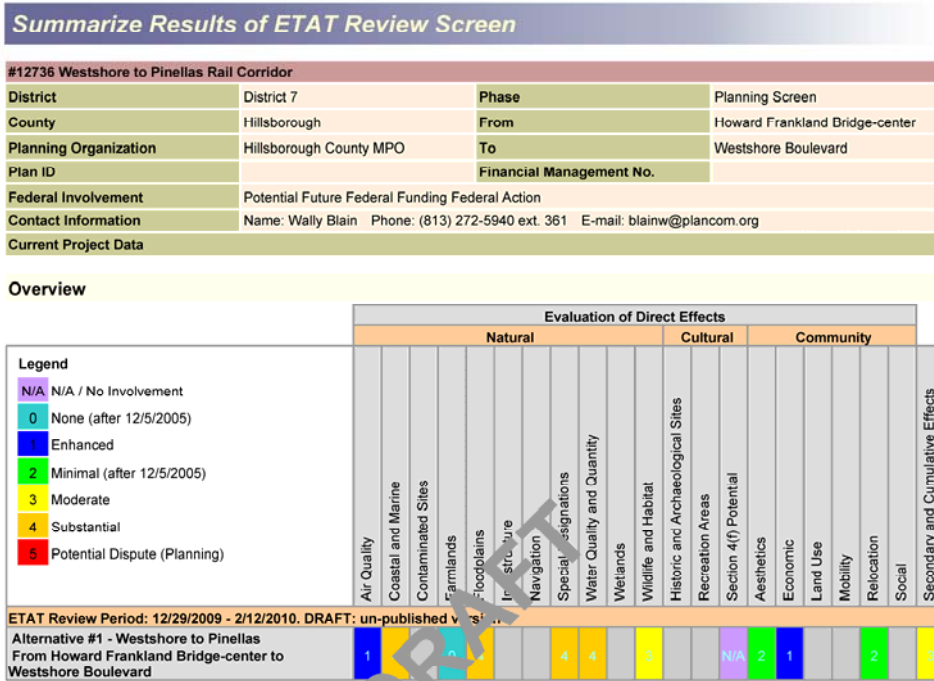 Summarize Results of ETAT Review Screen
#12736 Westshore to Pinellas Rail Corridor
District District 7 Phase Planning Screen
County Hillsborough From Howard Frankland Bridge-center
Planning Organization Hillsborough County MPO To Westshore Boulevard
Plan ID Financial Management No.
Federal Involvement Potential Future Federal Funding Federal Action
Contact Information Name: Wally Blain Phone: (813) 272-5940 ext. 361 E-mail: blainw@plancom.org
Current Project Data
Overview
Evaluation of Direct Effects
Natural Cultural Community
Legend
N/A N/A / No Involvement
0 None (after 12/5/2005)
1 Enhanced
2 Minimal (after 12/5/2005)
3 Moderate
4 Substantial
5 Potential Dispute (Planning)
Air Quality
Coastal and Marine
Contaminated Sites
Farmlands
Floodplains
Navigation
Special
Water Quality and Quantity
Wetlands
Wildlife and Habitat
Historic and Archaeological Sites
Recreation Areas
Section 4(f) Potential
Aesthetics
Economic
Land Use
Mobility
Relocation
Social
Secondary and Cumulative Effects
ETAT Review Period: 12/29/2009 - 2/12/2010. DRAFT: un-published
Alternative #1 - Westshore to Pinellas
From Howard Frankland Bridge-center to
Westshore Boulevard
1 0 4 4 3 N/A 2 1 2
DRAFT